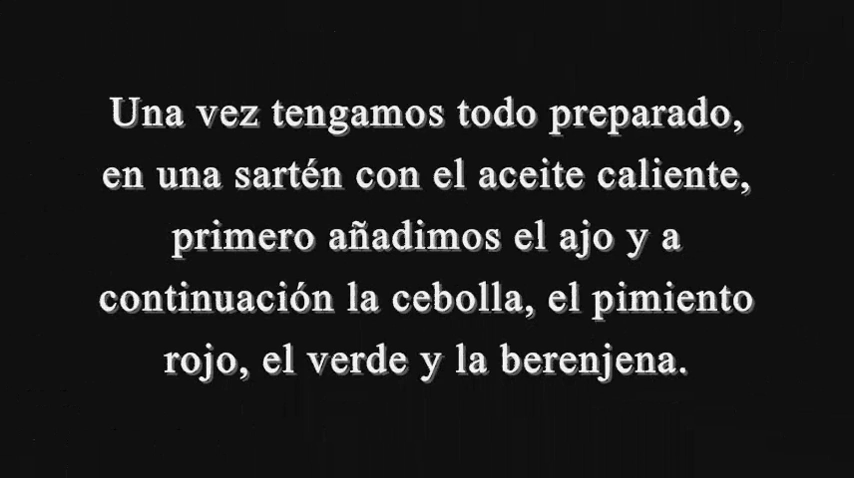 Una vez tengamos todo preparado,
en una sartén con el aceite caliente,
primero añadimos el ajo y a
continuación la cebolla, el pimiento
rojo, el verde y la berenjena.